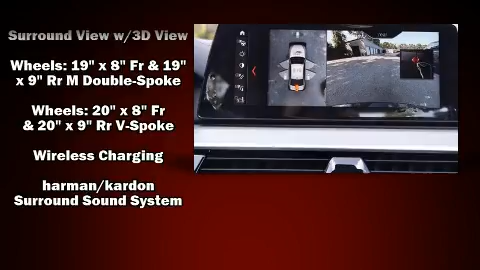 Surround View w/3D View
Wheels: 19" x 8" Fr & 19"
x 9" Rr M Double-Spoke
Wheels: 20" x 8" Fr
& 20" x 9" Rr V-Spoke
Wireless Charging
harman/kardon
Surround Sound System